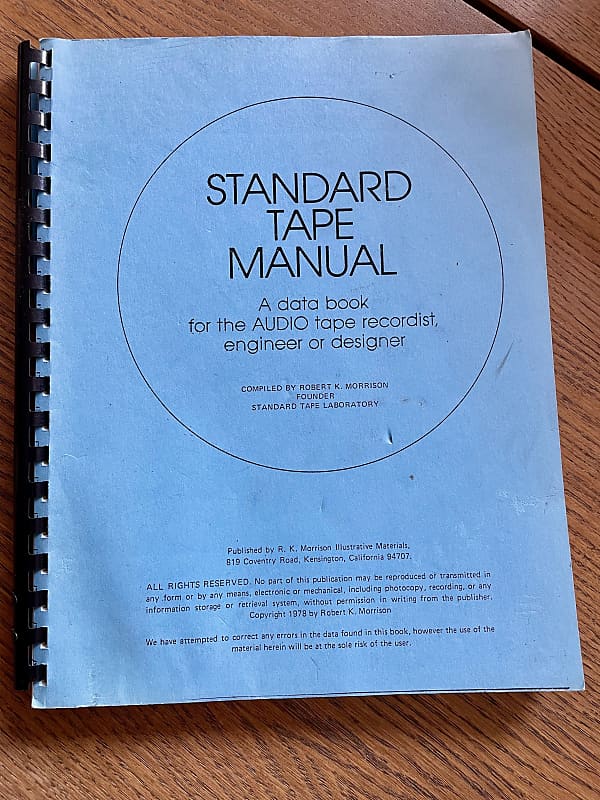 STANDARD
TAPE
MANUAL
A data book
for the AUDIO tape recordist,
engineer or designer
COMPILED BY ROBERT K. MORRISON
FOUNDER
STANDARD TAPE LABORATORY
Published by R. K. Morrison Illustrative Materials,
819 Coventry Road, Kensington, California 94707.
ALL RIGHTS RESERVED. No part of this publication may be reproduced or transmitted in
any form or by any means, electronic or mechanical, including photocopy, recording, or any
information storage or retrieval system, without permission in writing from the publisher.
Copyright 1978 by Robert K. Morrison
We have attempted to correct any errors in the data found in this book, however the use of the
material herein will be at the sole risk of the user.